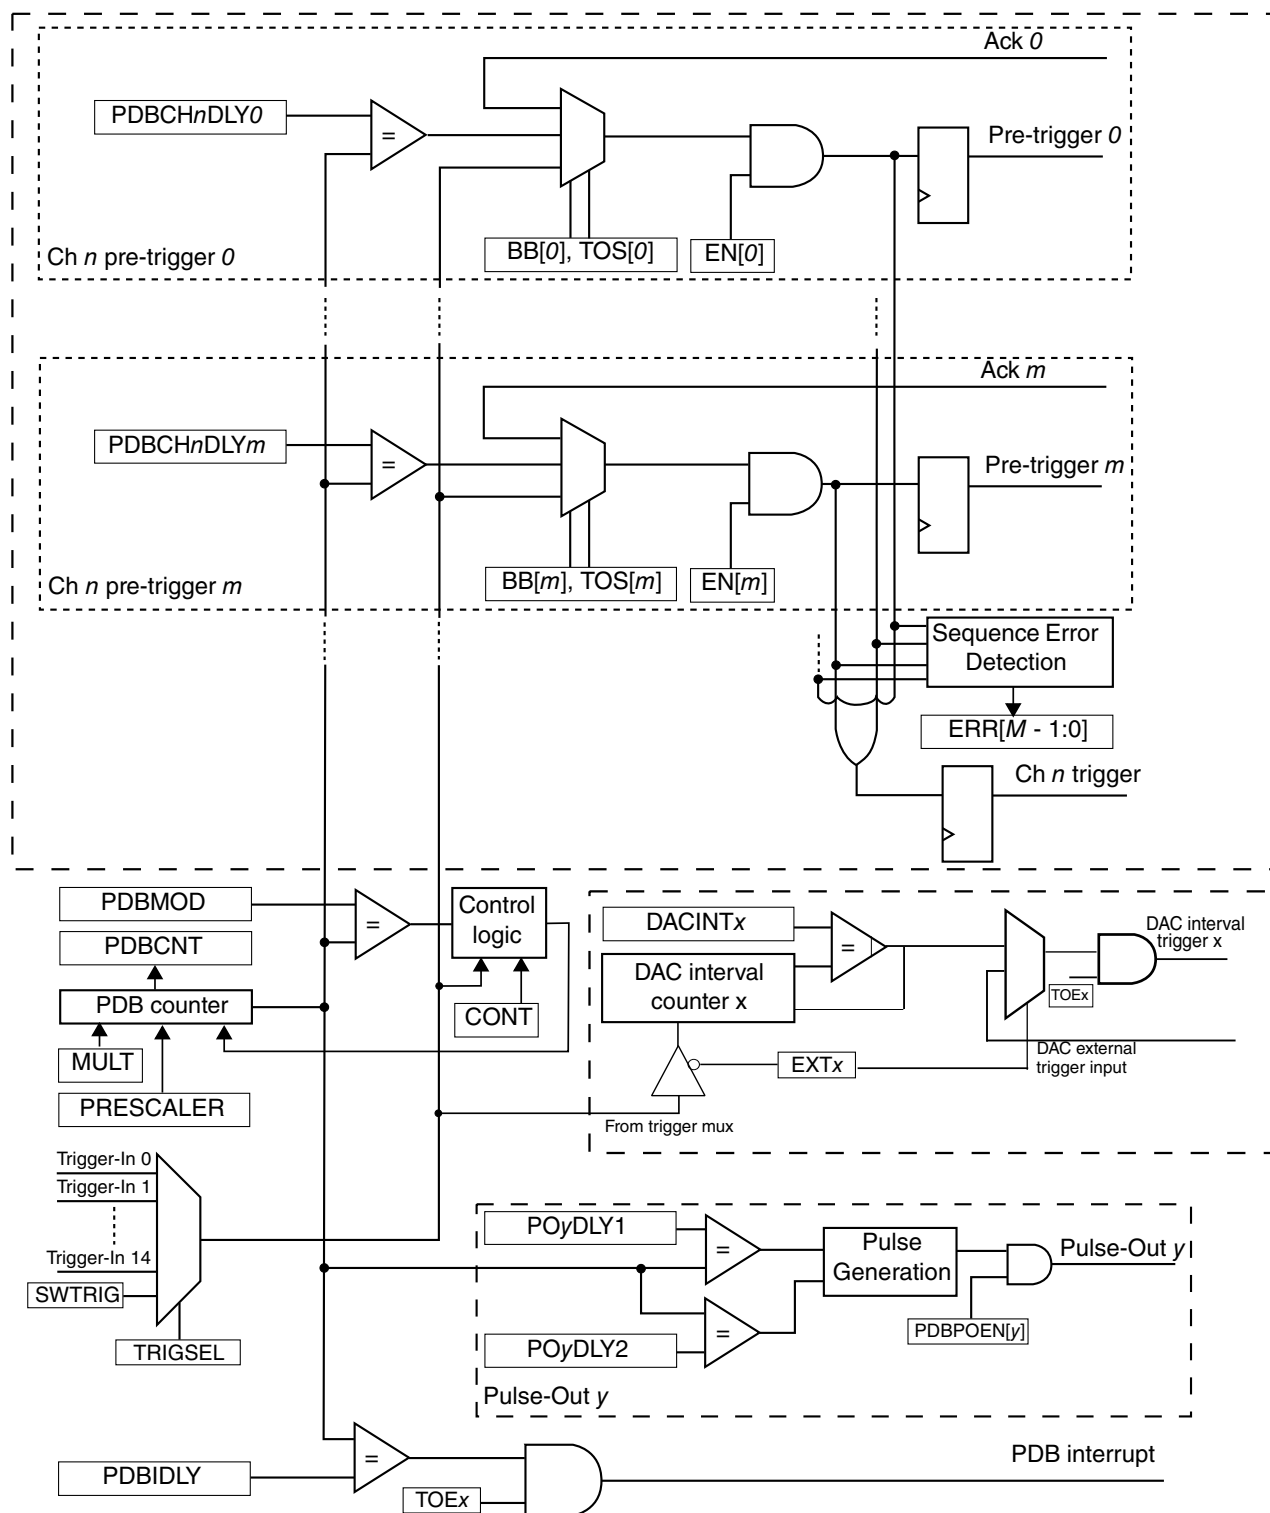 Ack 0
PDBCHnDLY0
=
Pre-trigger 0
BB[0], TOS[0]
EN[0]
Ch n pre-trigger 0
Ack m
PDBCHnDLYm
=
Pre-trigger m
BB[m], TOS[m]
EN[m]
Ch n pre-trigger m
Sequence Error
Detection
ERR[M - 1:0]
Ch n trigger
PDBMOD
=
Control
logic
PDBCNT
PDB counter
CONT
MULT
PRESCALER
DACINTx
=
DAC interval
trigger x
DAC interval
counter x
TOEx
DAC external
trigger input
EXTx
From trigger mux
Trigger-In 0
Trigger-In 1
Trigger-In 14
SWTRIG
TRIGSEL
POyDLY1
=
Pulse
Generation
Pulse-Out y
=
PDBPOEN[y]
POyDLY2
Pulse-Out y
PDB interrupt
=
PDBIDLY
TOEx